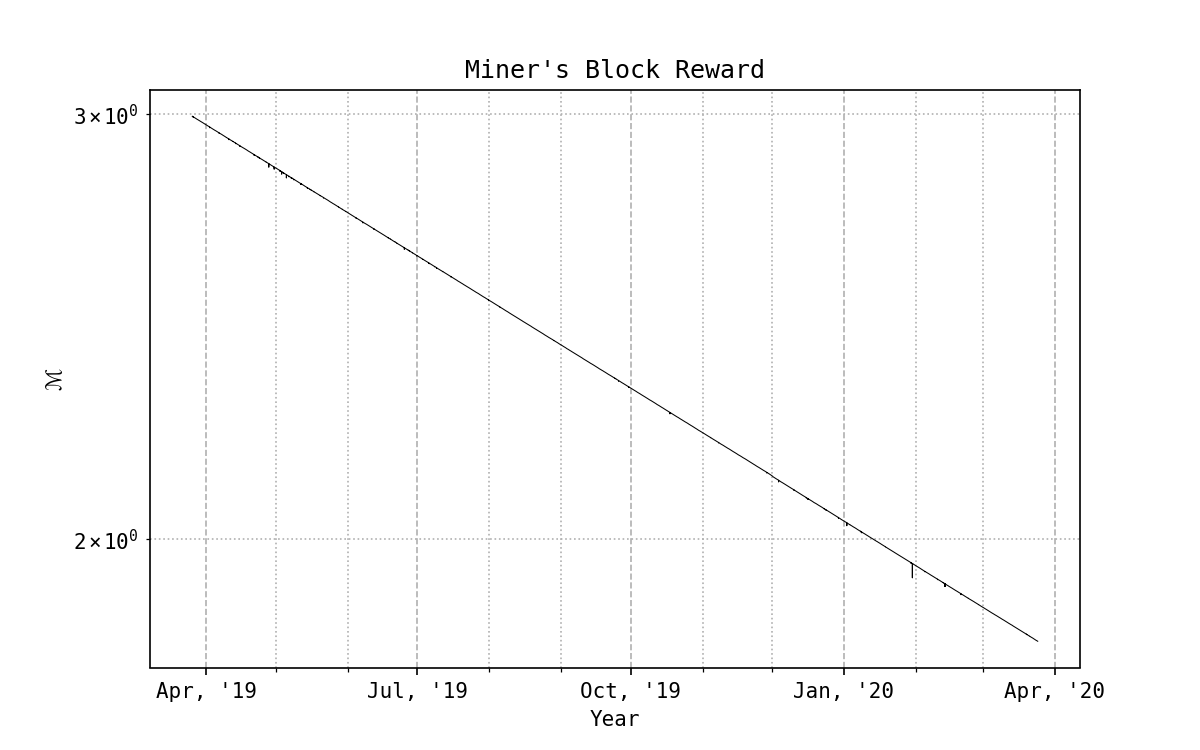 Miner's Block Reward
3×10⁰
ℳ
2×10⁰
Apr, '19 Jul, '19 Oct, '19 Jan, '20 Apr, '20
Year